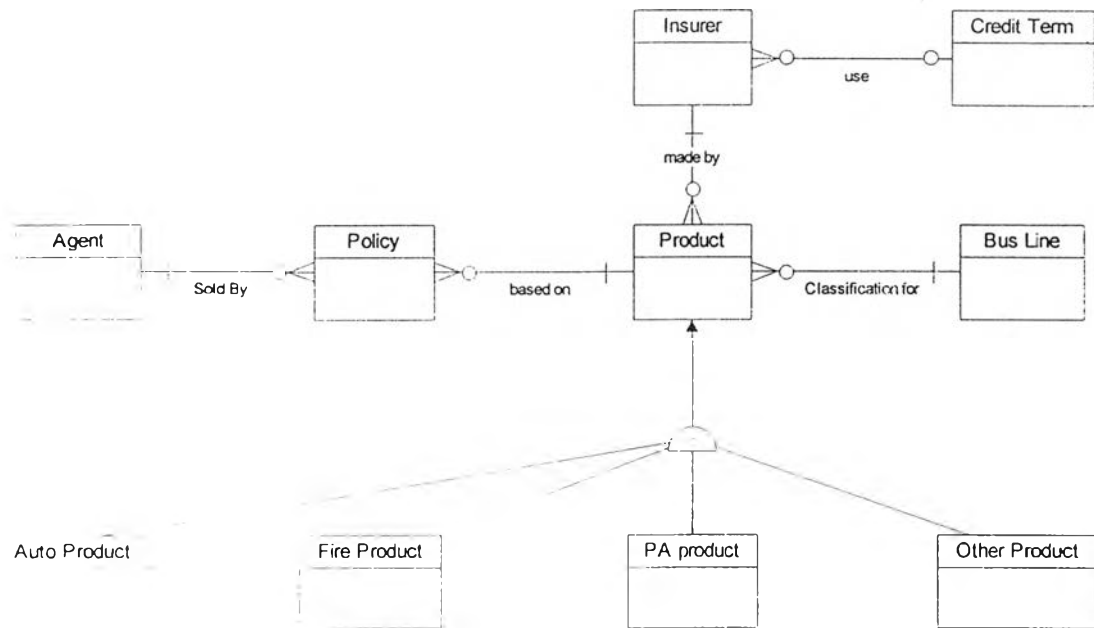 Insurer
Credit Term
use
made by
Agent
Policy
Product
Bus Line
Sold By
based on
Classification for
Auto Product
Fire Product
PA product
Other Product